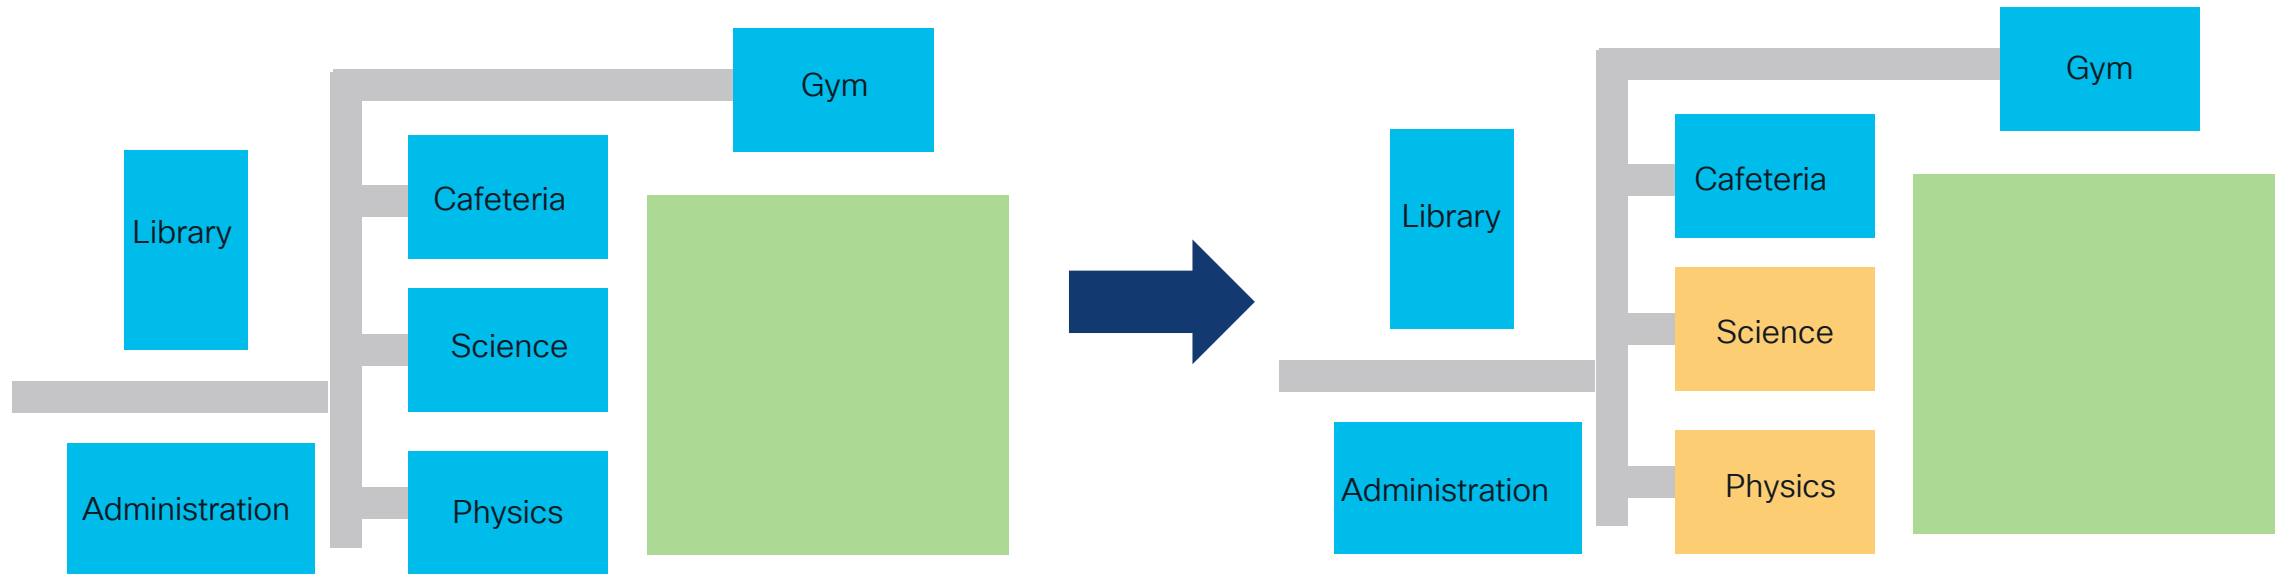 Gym
Cafeteria
Library
Science
Administration
Physics
Gym
Cafeteria
Library
Science
Administration
Physics